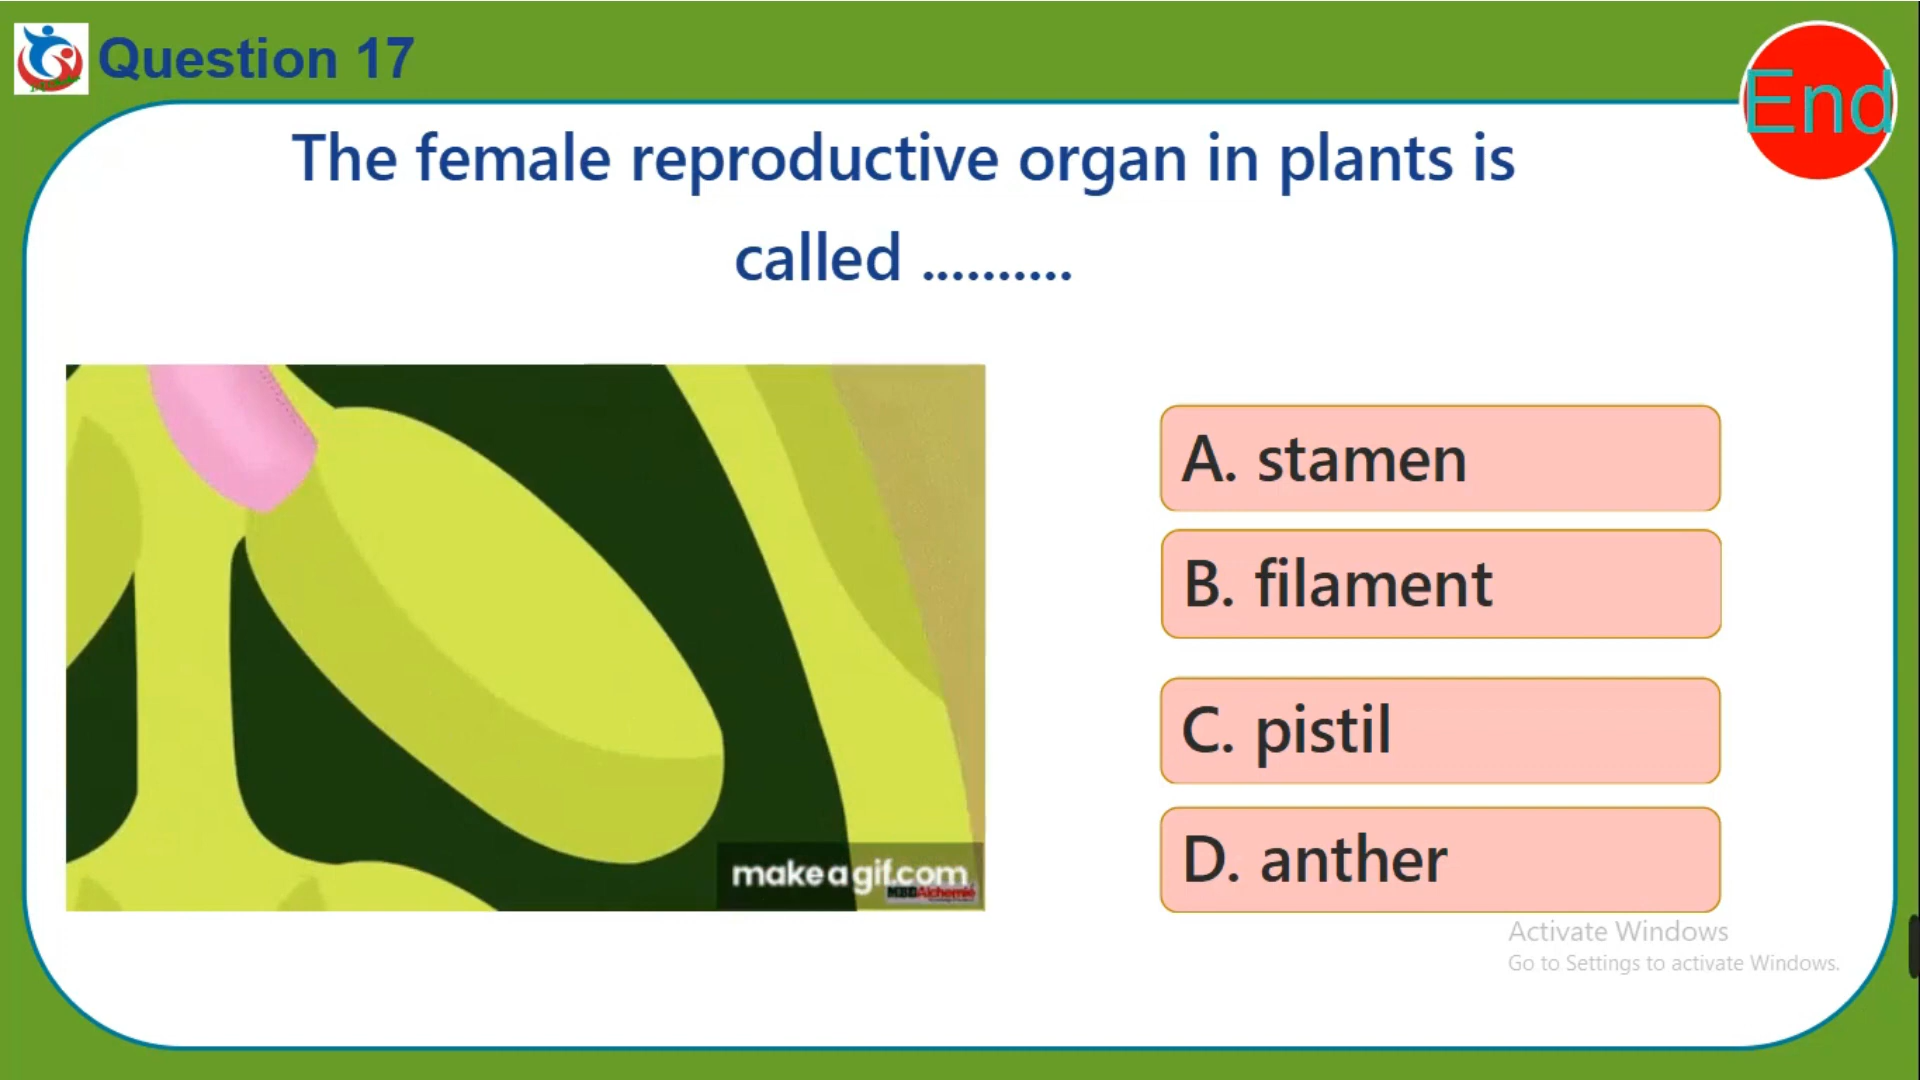 Question 17
End
The female reproductive organ in plants is
called ..........
A. stamen
B. filament
C. pistil
D. anther
makeagif.com
MBDAlchemie
Activate Windows
Go to Settings to activate Windows.